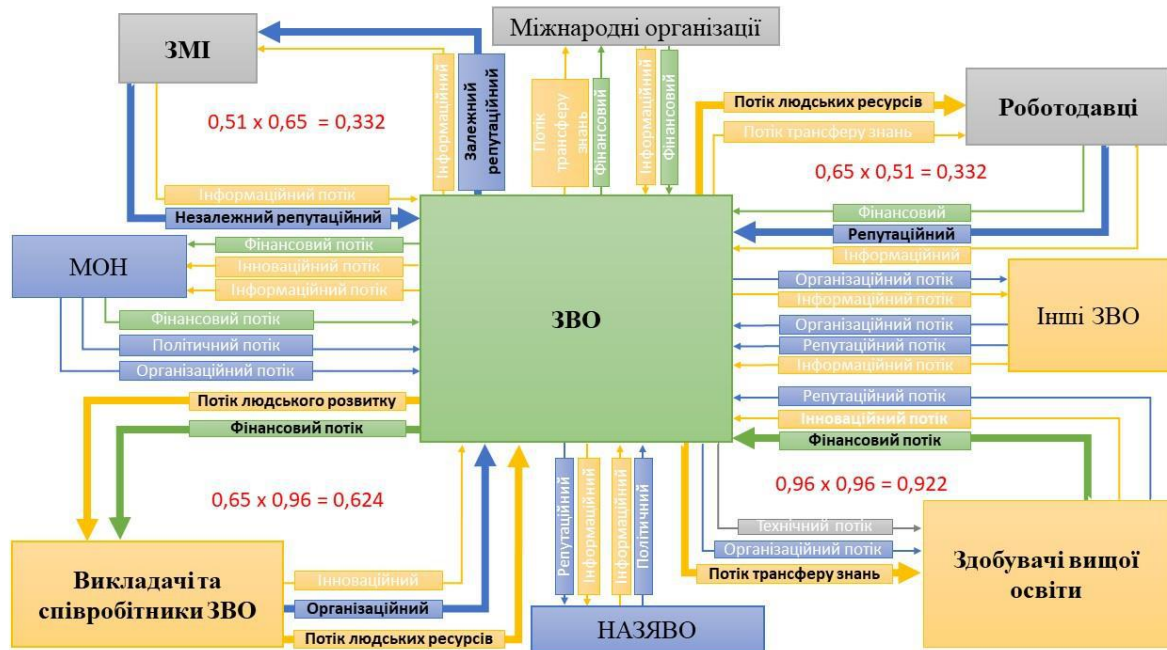 ЗМІ
Міжнародні організації
Роботодавці
Інформаційний
Залежний
репутаційний
Потік
трансферу
знань
Фінансовий
Інформаційний
Фінансовий
Потік людських ресурсів
Потік трансферу знань
0,51 x 0,65 = 0,332
0,65 x 0,51 = 0,332
Інформаційний потік
Незалежний репутаційний
Фінансовий
Репутаційний
Інформаційний
МОН
Фінансовий потік
Інноваційний потік
Інформаційний потік
Фінансовий потік
Політичний потік
Організаційний потік
ЗВО
Організаційний потік
Інформаційний потік
Організаційний потік
Репутаційний потік
Інформаційний потік
Інші ЗВО
Потік людського розвитку
Фінансовий потік
Репутаційний потік
Інноваційний потік
Фінансовий потік
0,65 x 0,96 = 0,624
0,96 x 0,96 = 0,922
Репутаційний
Інформаційний
Інформаційний
Політичний
Технічний потік
Організаційний потік
Потік трансферу знань
Викладачі та
співробітники ЗВО
Інноваційний
Організаційний
Потік людських ресурсів
НАЗЯВО
Здобувачі вищої
освіти